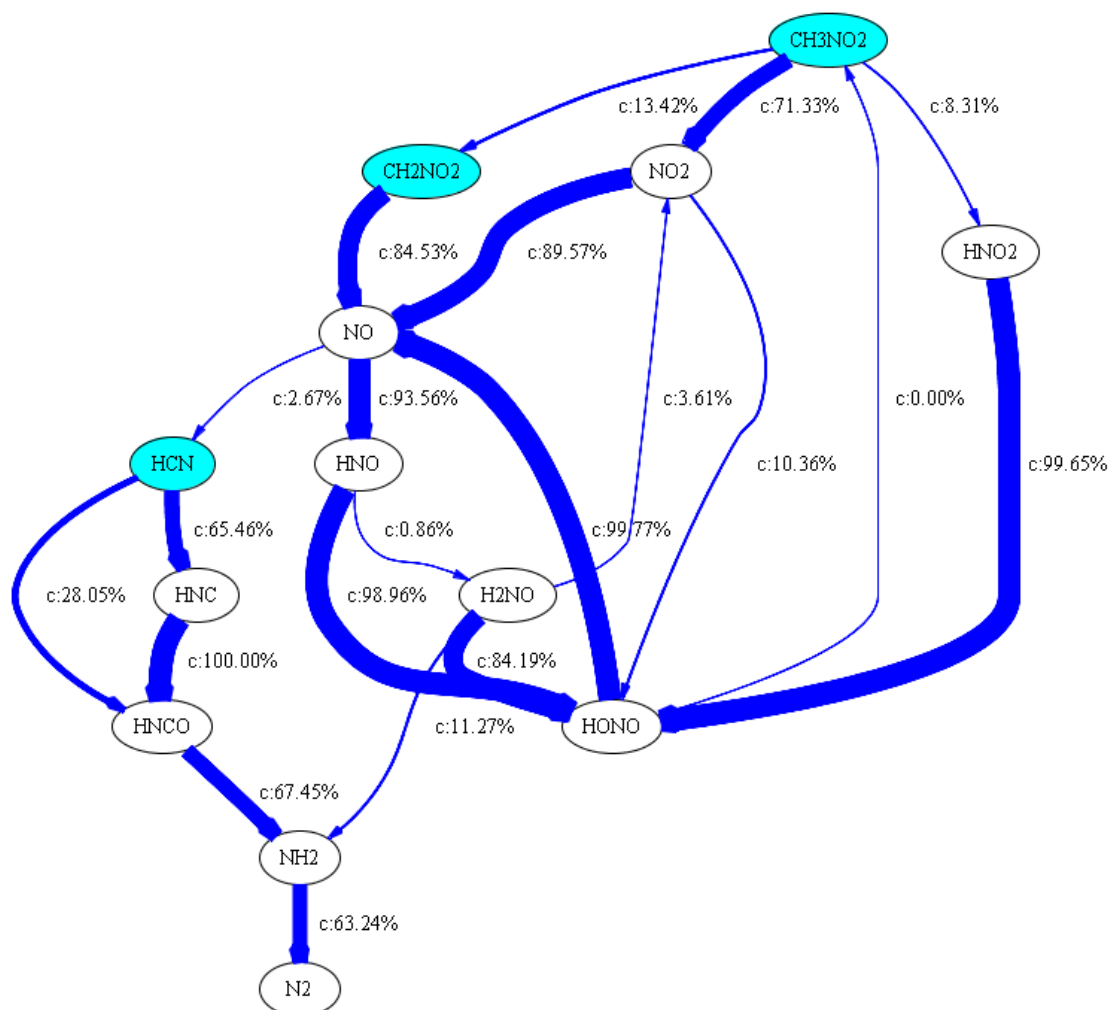 CH3NO2
c:13.42%
c:71.33%
c:8.31%
CH2NO2
NO2
HNO2
c:84.53%
c:89.57%
NO
c:2.67%
c:93.56%
c:3.61%
c:0.00%
HCN
HNO
c:10.36%
c:99.65%
c:65.46%
c:0.86%
c:99.77%
c:28.05%
HNC
c:98.96%
H2NO
c:100.00%
c:84.19%
HNCO
c:11.27%
HONO
c:67.45%
NH2
c:63.24%
N2